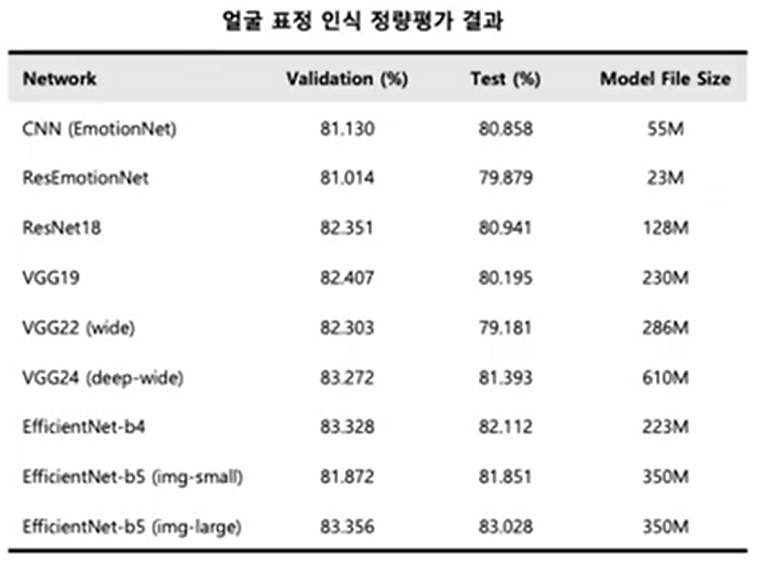 얼굴 표정 인식 정량평가 결과
Network Validation (%) Test (%) Model File Size
CNN (EmotionNet) 81.130 80.858 55M
ResEmotionNet 81.014 79.879 23M
ResNet18 82.351 80.941 128M
VGG19 82.407 80.195 230M
VGG22 (wide) 82.303 79.181 286M
VGG24 (deep-wide) 83.272 81.393 610M
EfficientNet-b4 83.328 82.112 223M
EfficientNet-b5 (img-small) 81.872 81.851 350M
EfficientNet-b5 (img-large) 83.356 83.028 350M